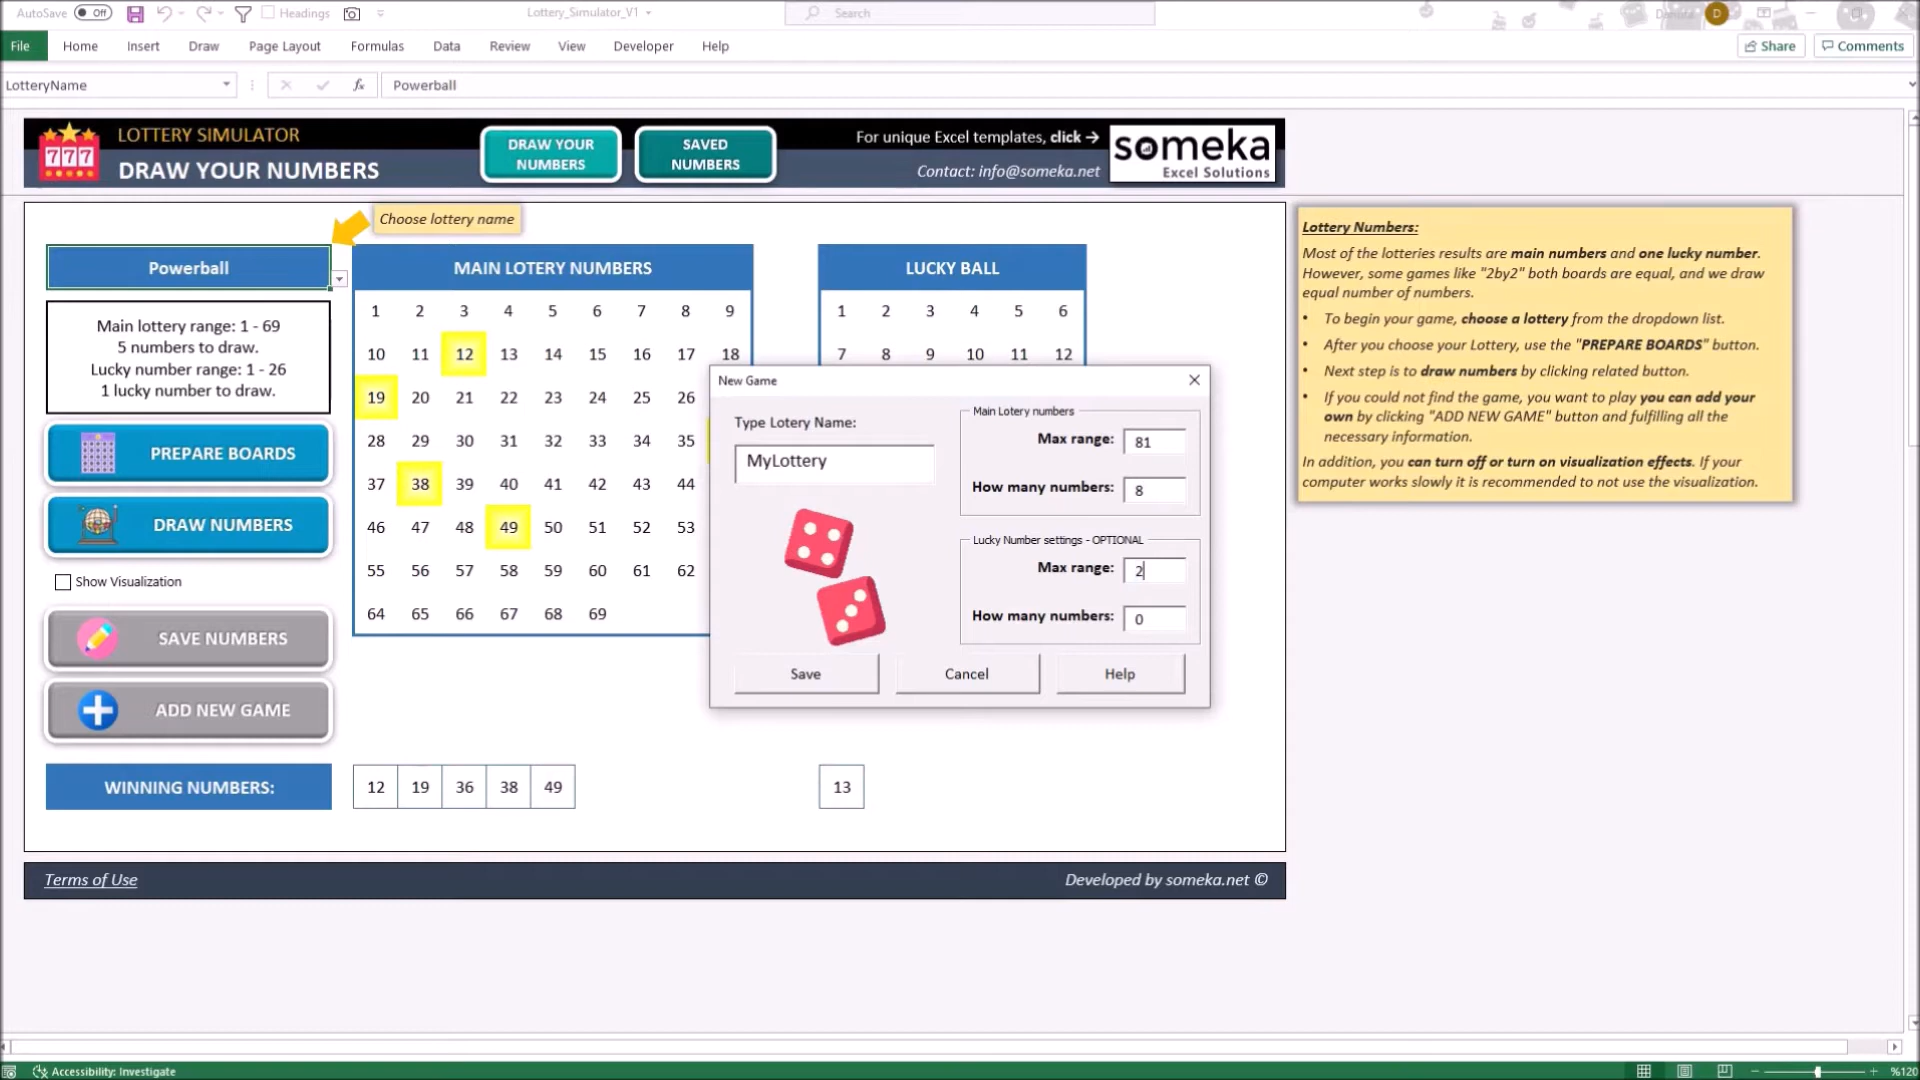 AutoSave Off Headings Lottery_Simulator_V1 Search D
File Home Insert Draw Page Layout Formulas Data Review View Developer Help Share Comments
LotteryName fx Powerball
777
LOTTERY SIMULATOR
DRAW YOUR NUMBERS
DRAW YOUR
NUMBERS
SAVED
NUMBERS
For unique Excel templates, click →
Contact: info@someka.net
someka
Excel Solutions
Choose lottery name
Powerball
Main lottery range: 1 - 69
5 numbers to draw.
Lucky number range: 1 - 26
1 lucky number to draw.
PREPARE BOARDS
DRAW NUMBERS
Show Visualization
SAVE NUMBERS
ADD NEW GAME
MAIN LOTERY NUMBERS
1 2 3 4 5 6 7 8 9
10 11 12 13 14 15 16 17 18
19 20 21 22 23 24 25 26
28 29 30 31 32 33 34 35
37 38 39 40 41 42 43 44
46 47 48 49 50 51 52 53
55 56 57 58 59 60 61 62
64 65 66 67 68 69
LUCKY BALL
1 2 3 4 5 6
7 8 9 10 11 12
New Game
Type Lotery Name:
MyLottery
Main Lotery numbers
Max range: 81
How many numbers: 8
Lucky Number settings - OPTIONAL
Max range: 2
How many numbers: 0
Save Cancel Help
Lottery Numbers:
Most of the lotteries results are main numbers and one lucky number.
However, some games like "2by2" both boards are equal, and we draw
equal number of numbers.
• To begin your game, choose a lottery from the dropdown list.
• After you choose your Lottery, use the "PREPARE BOARDS" button.
• Next step is to draw numbers by clicking related button.
• If you could not find the game, you want to play you can add your
own by clicking "ADD NEW GAME" button and fulfilling all the
necessary information.
In addition, you can turn off or turn on visualization effects. If your
computer works slowly it is recommended to not use the visualization.
WINNING NUMBERS: 12 19 36 38 49 13
Terms of Use Developed by someka.net ©
Accessibility: Investigate %120